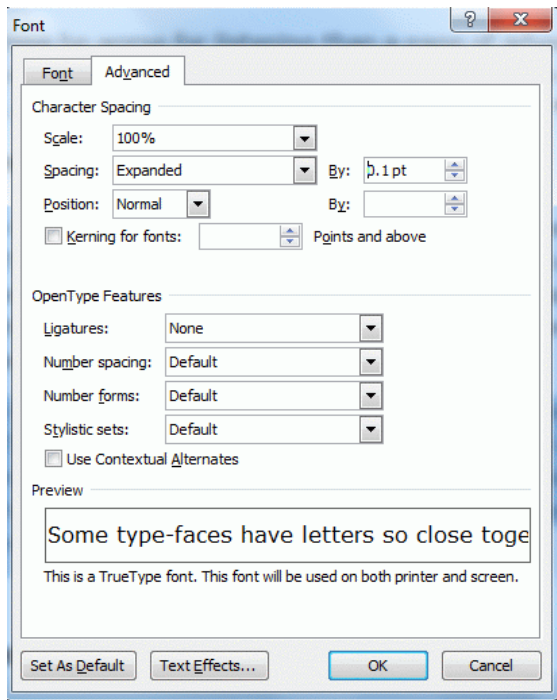 Font
Font Advanced
Character Spacing
Scale: 100%
Spacing: Expanded By: 0.1 pt
Position: Normal By:
Kerning for fonts: Points and above
OpenType Features
Ligatures: None
Number spacing: Default
Number forms: Default
Stylistic sets: Default
Use Contextual Alternates
Preview
Some type-faces have letters so close toge
This is a TrueType font. This font will be used on both printer and screen.
Set As Default Text Effects... OK Cancel